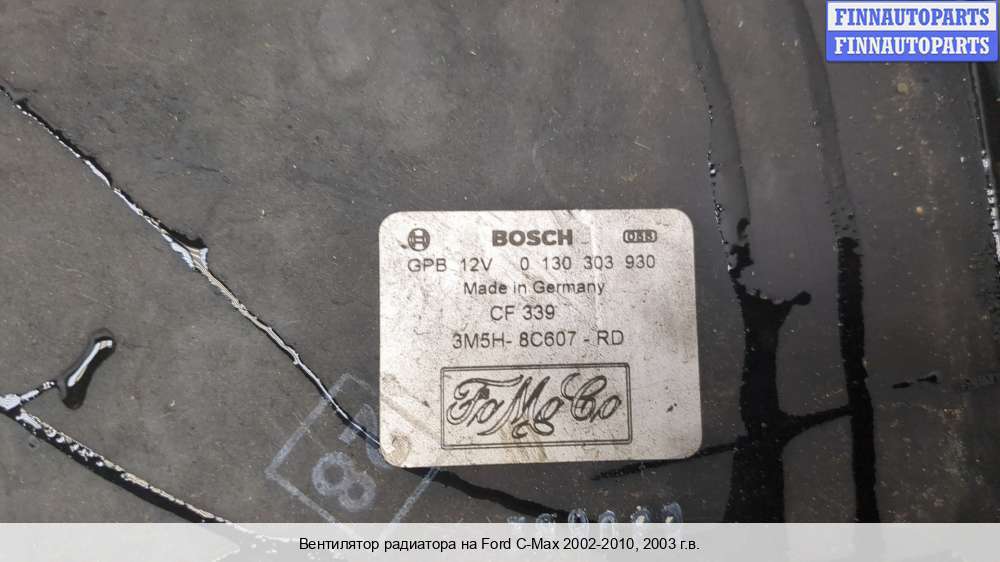 FINNAUTOPARTS
FINNAUTOPARTS
BOSCH
GPB 12V 0 130 303 930
Made in Germany
CF 339
3M5H- 8C607 - RD
FoMoCo
8
Вентилятор радиатора на Ford C-Max 2002-2010, 2003 г.в.